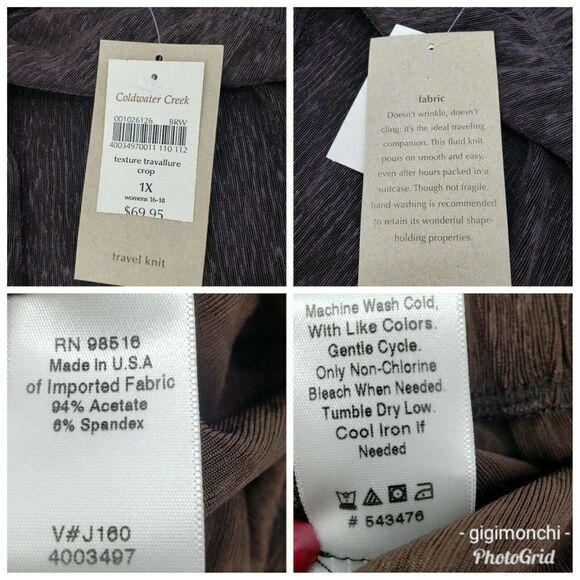 Coldwater Creek
001026126 BRW
40034970011 110 112
texture travallure
crop
1X
womens 16-18
$69.95
travel knit
fabric
Doesn't wrinkle, doesn't
cling: it's the ideal traveling
companion. This fluid knit
pours on smooth and easy,
even after hours packed in a
suitcase. Though not fragile,
hand washing is recommended
to retain its wonderful shape-
holding properties.
RN 98516
Made in U.S.A
of Imported Fabric
94% Acetate
6% Spandex
V#J160
4003497
Machine Wash Cold,
With Like Colors.
Gentle Cycle.
Only Non-Chlorine
Bleach When Needed.
Tumble Dry Low.
Cool Iron If
Needed
# 543476
- gigimonchi -
PhotoGrid